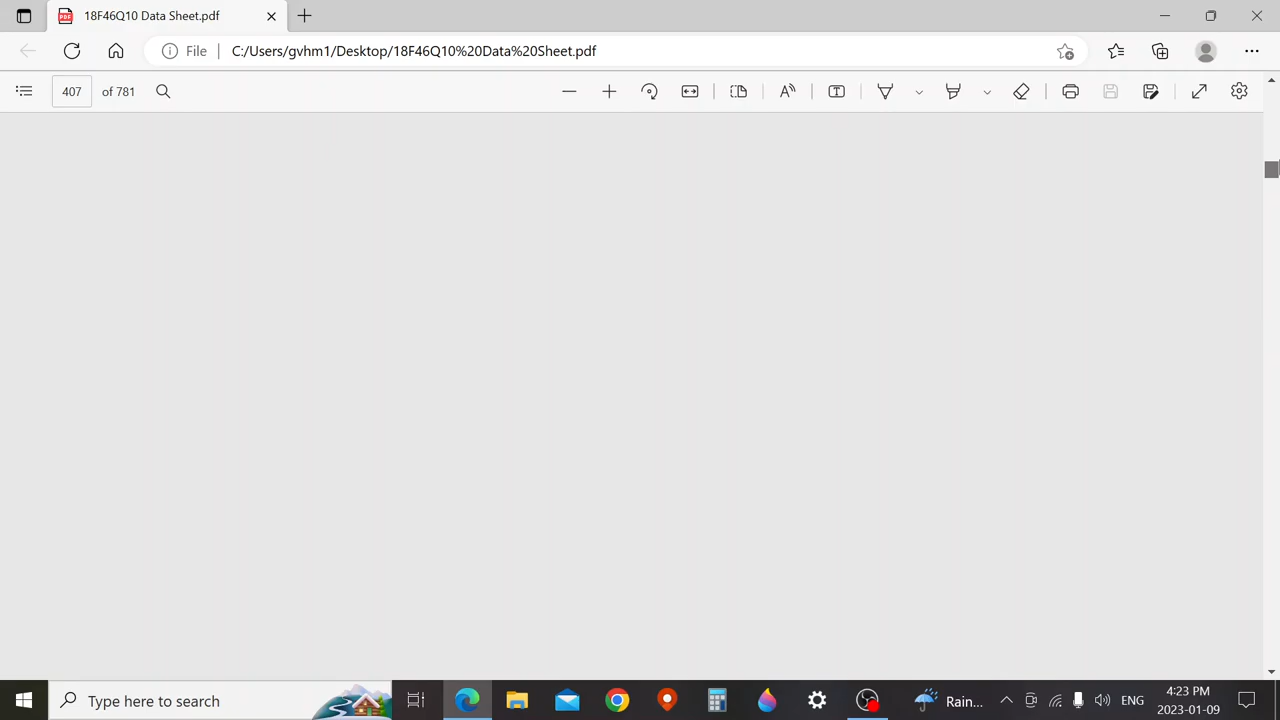 18F46Q10 Data Sheet.pdf
File
C:/Users/gvhm1/Desktop/18F46Q10%20Data%20Sheet.pdf
407 of 781
Type here to search
Rain...
ENG
4:23 PM
2023-01-09